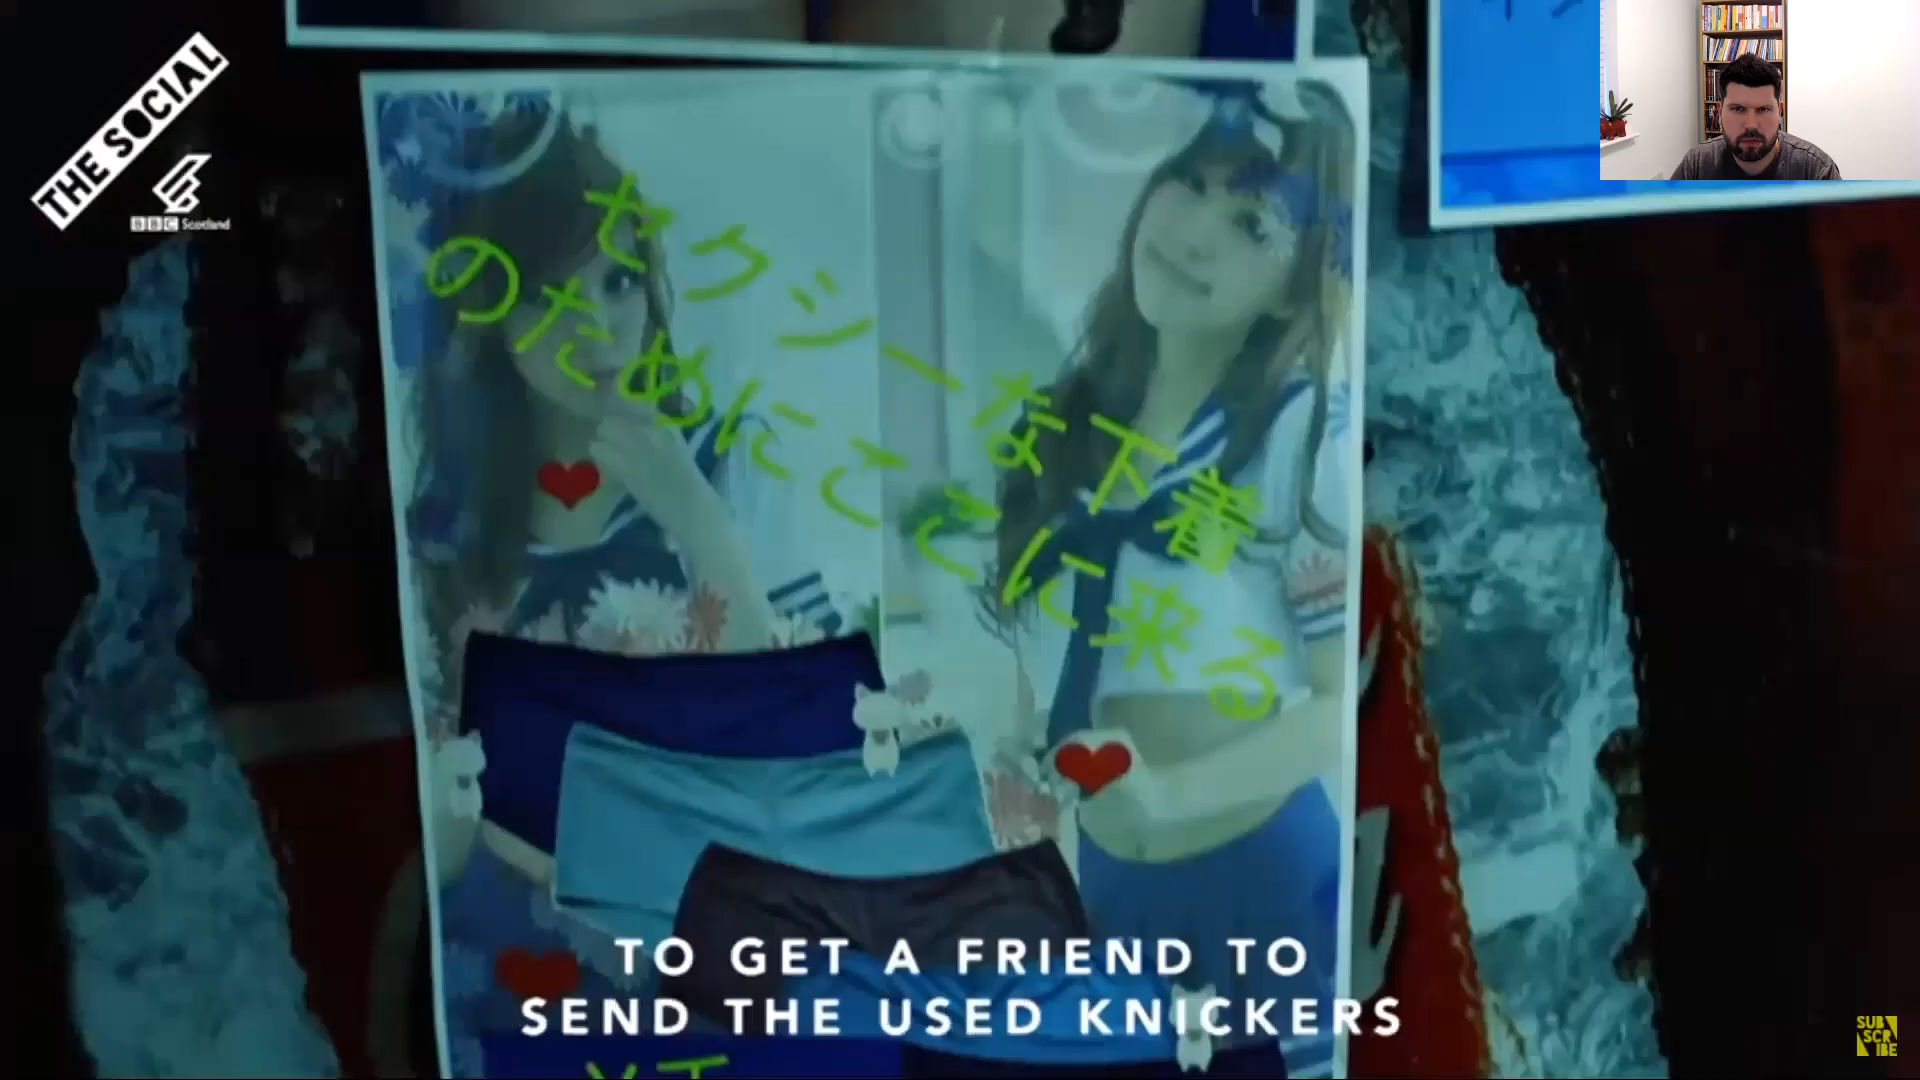 THE SOCIAL
BBC Scotland
セクシーな下着
のためにここに来る
TO GET A FRIEND TO
SEND THE USED KNICKERS
SUB
SCR
IBE